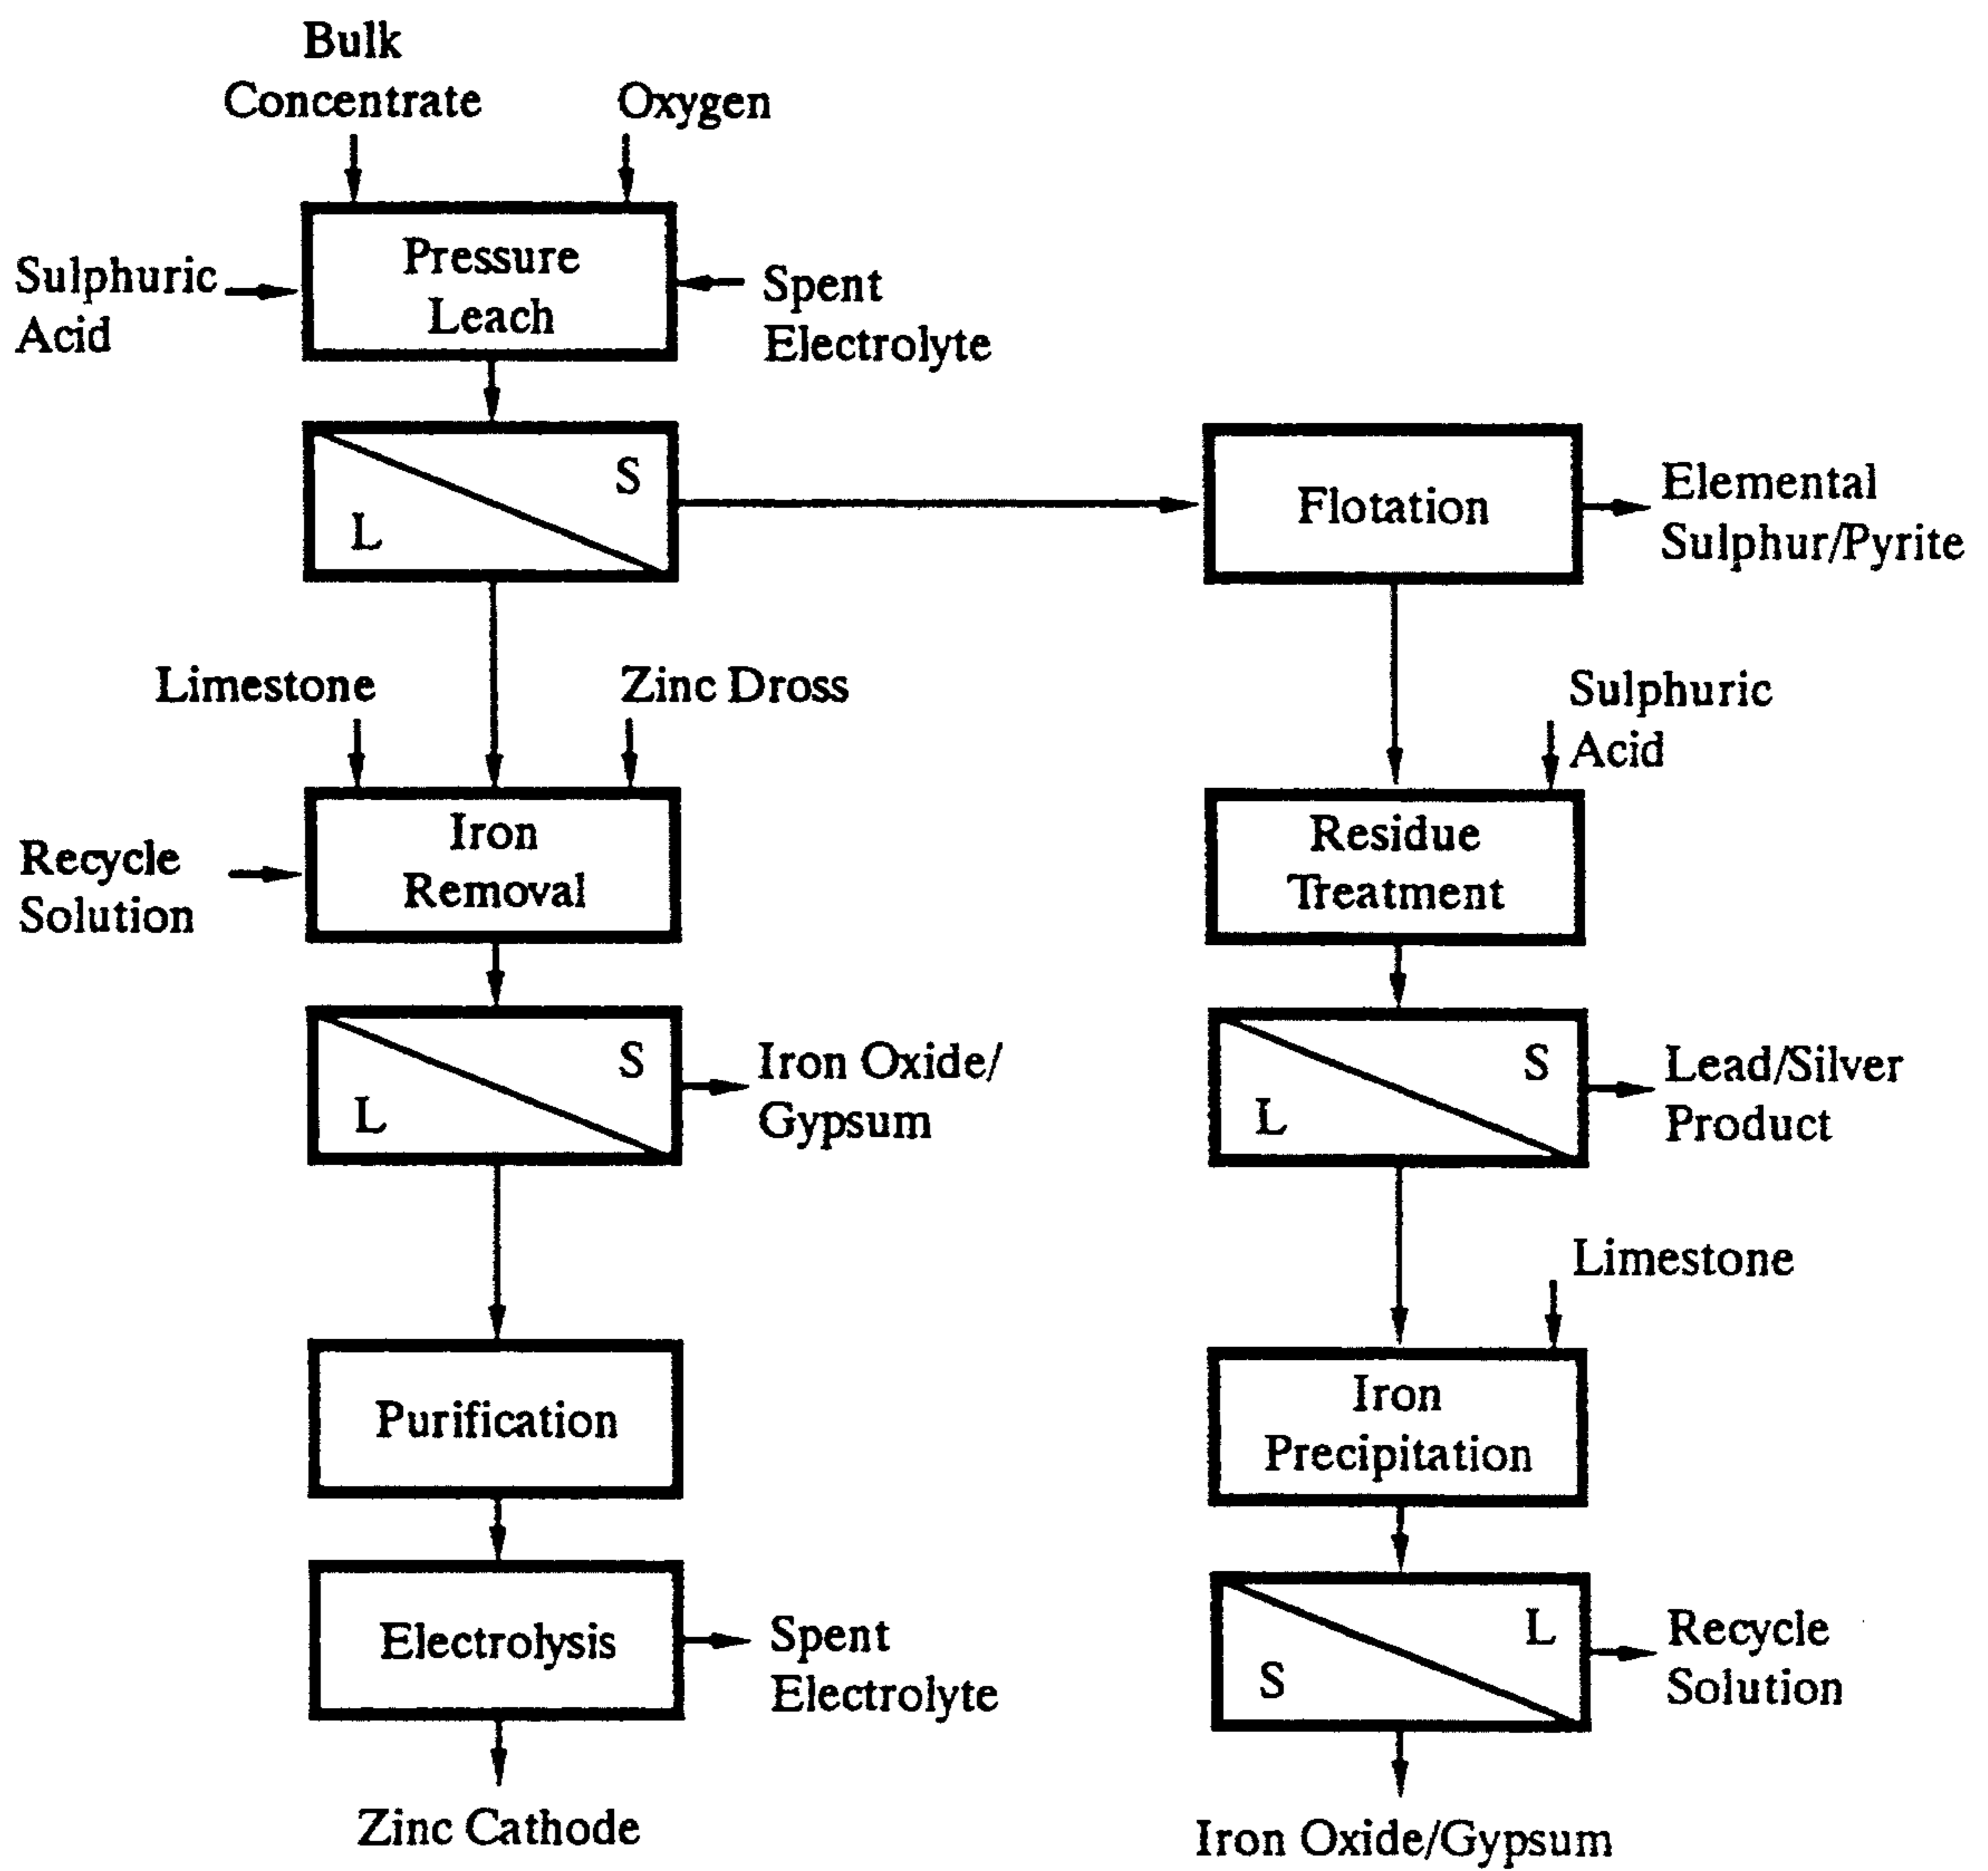 Bulk
Concentrate
Oxygen
Sulphuric
Acid
Pressure
Leach
Spent
Electrolyte
S
L
Flotation
Elemental
Sulphur/Pyrite
Limestone
Zinc Dross
Sulphuric
Acid
Recycle
Solution
Iron
Removal
Residue
Treatment
S
L
Iron Oxide/
Gypsum
S
L
Lead/Silver
Product
Limestone
Purification
Iron
Precipitation
Electrolysis
Spent
Electrolyte
L
S
Recycle
Solution
Zinc Cathode
Iron Oxide/Gypsum